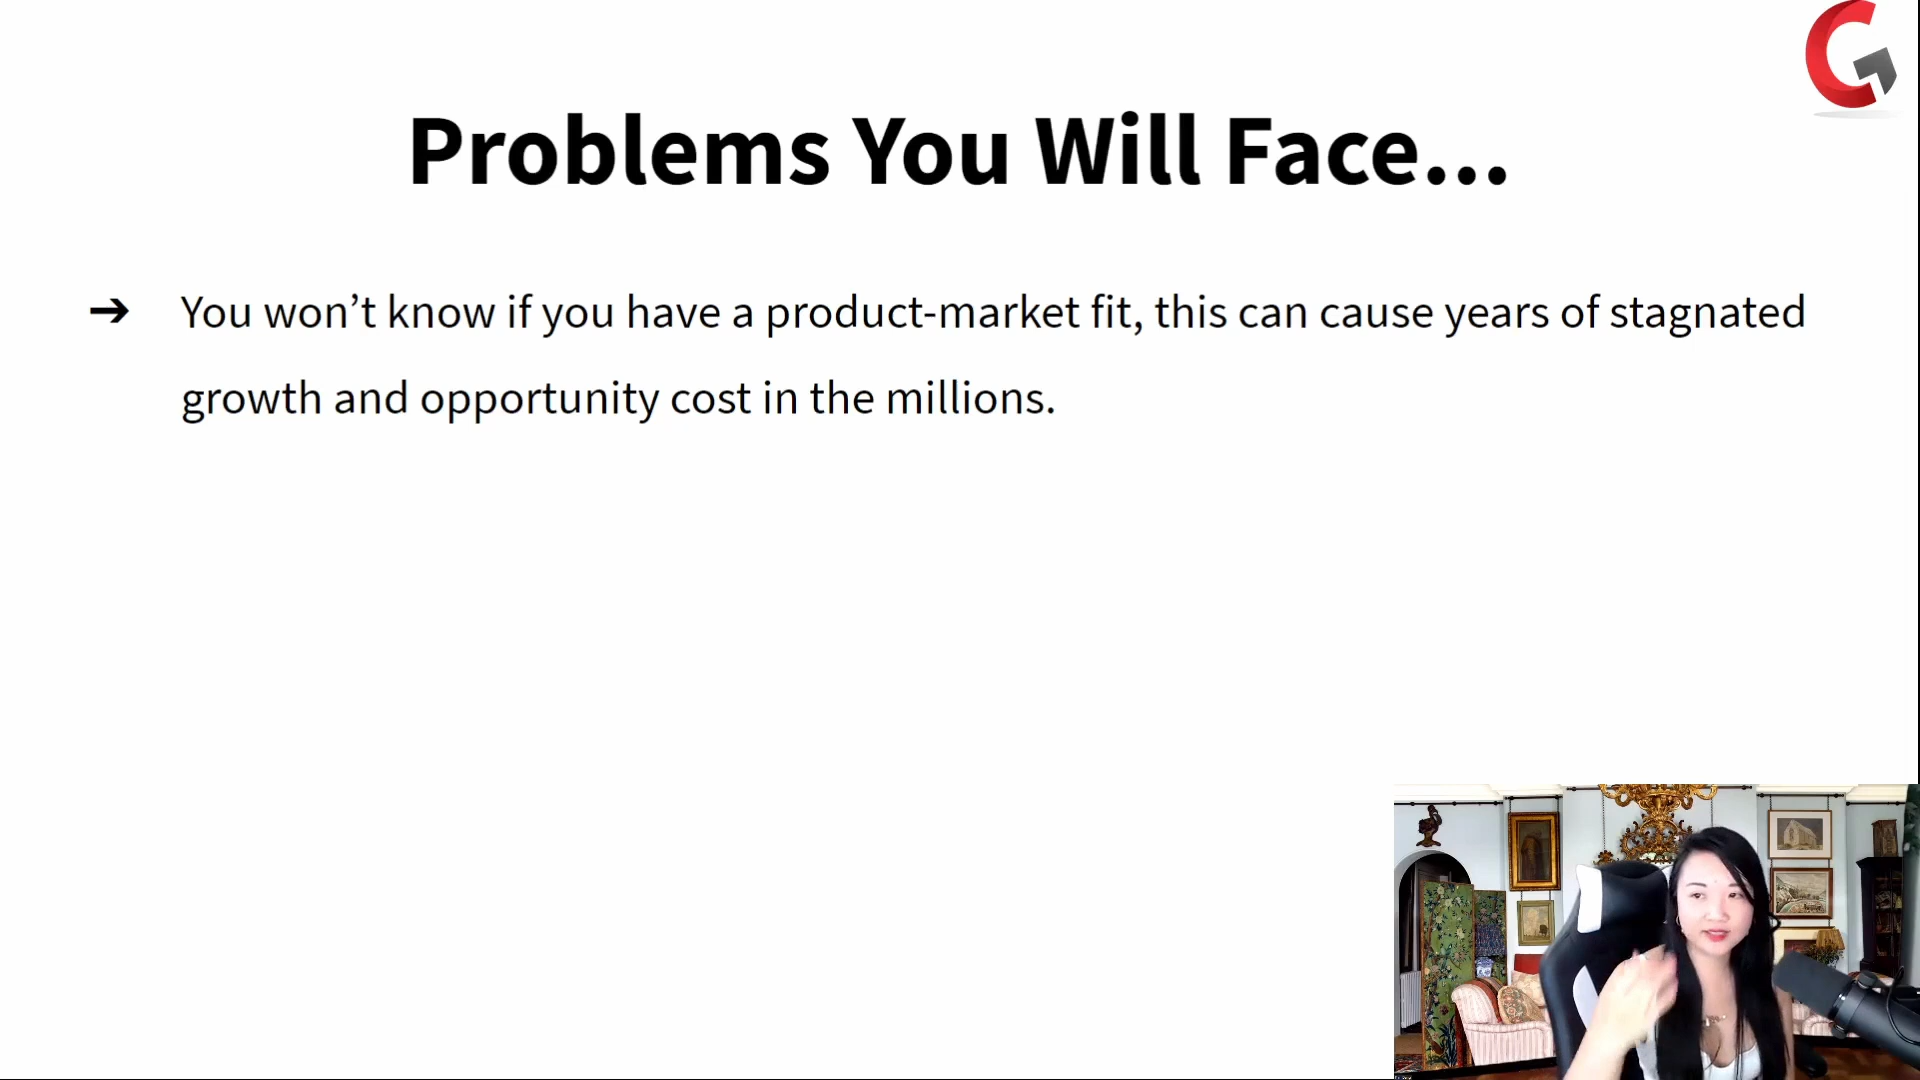 Problems You Will Face...
➔ You won’t know if you have a product-market fit, this can cause years of stagnated
growth and opportunity cost in the millions.